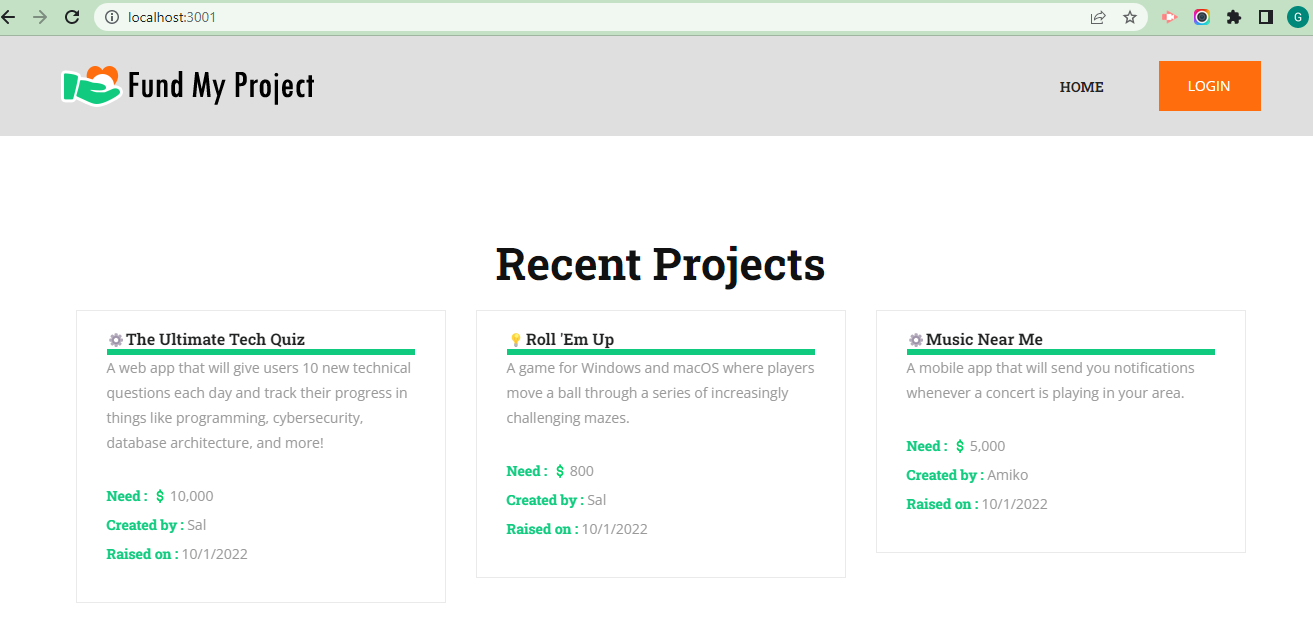 localhost:3001
G
Fund My Project
HOME
LOGIN
Recent Projects
The Ultimate Tech Quiz
A web app that will give users 10 new technical
questions each day and track their progress in
things like programming, cybersecurity,
database architecture, and more!
Need : $ 10,000
Created by : Sal
Raised on : 10/1/2022
Roll 'Em Up
A game for Windows and macOS where players
move a ball through a series of increasingly
challenging mazes.
Need : $ 800
Created by : Sal
Raised on : 10/1/2022
Music Near Me
A mobile app that will send you notifications
whenever a concert is playing in your area.
Need : $ 5,000
Created by : Amiko
Raised on : 10/1/2022